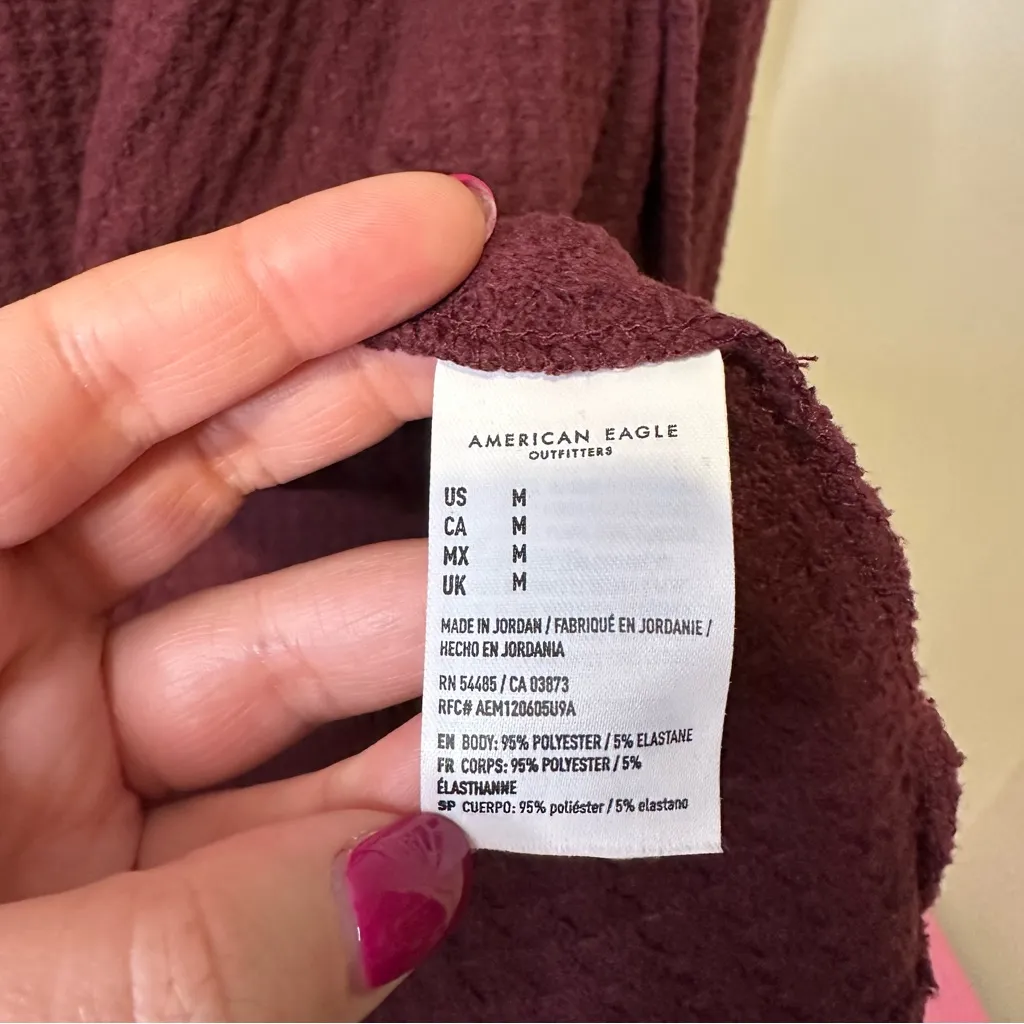 AMERICAN EAGLE
OUTFITTERS
US M
CA M
MX M
UK M
MADE IN JORDAN / FABRIQUÉ EN JORDANIE /
HECHO EN JORDANIA
RN 54485 / CA 03873
RFC# AEM120605U9A
EN BODY: 95% POLYESTER / 5% ELASTANE
FR CORPS: 95% POLYESTER / 5%
ÉLASTHANNE
SP CUERPO: 95% poliéster / 5% elastano